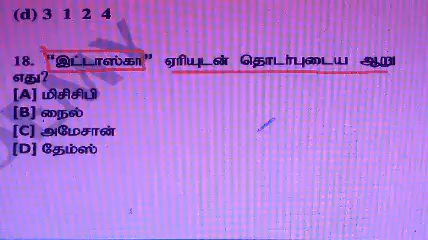 (d) 3 1 2 4
18. "இட்டாஸ்கா" ஏரியுடன் தொடர்புடைய ஆறு
எது?
[A] மிசிசிபி
[B] நைல்
[C] அமேசான்
[D] தேம்ஸ்